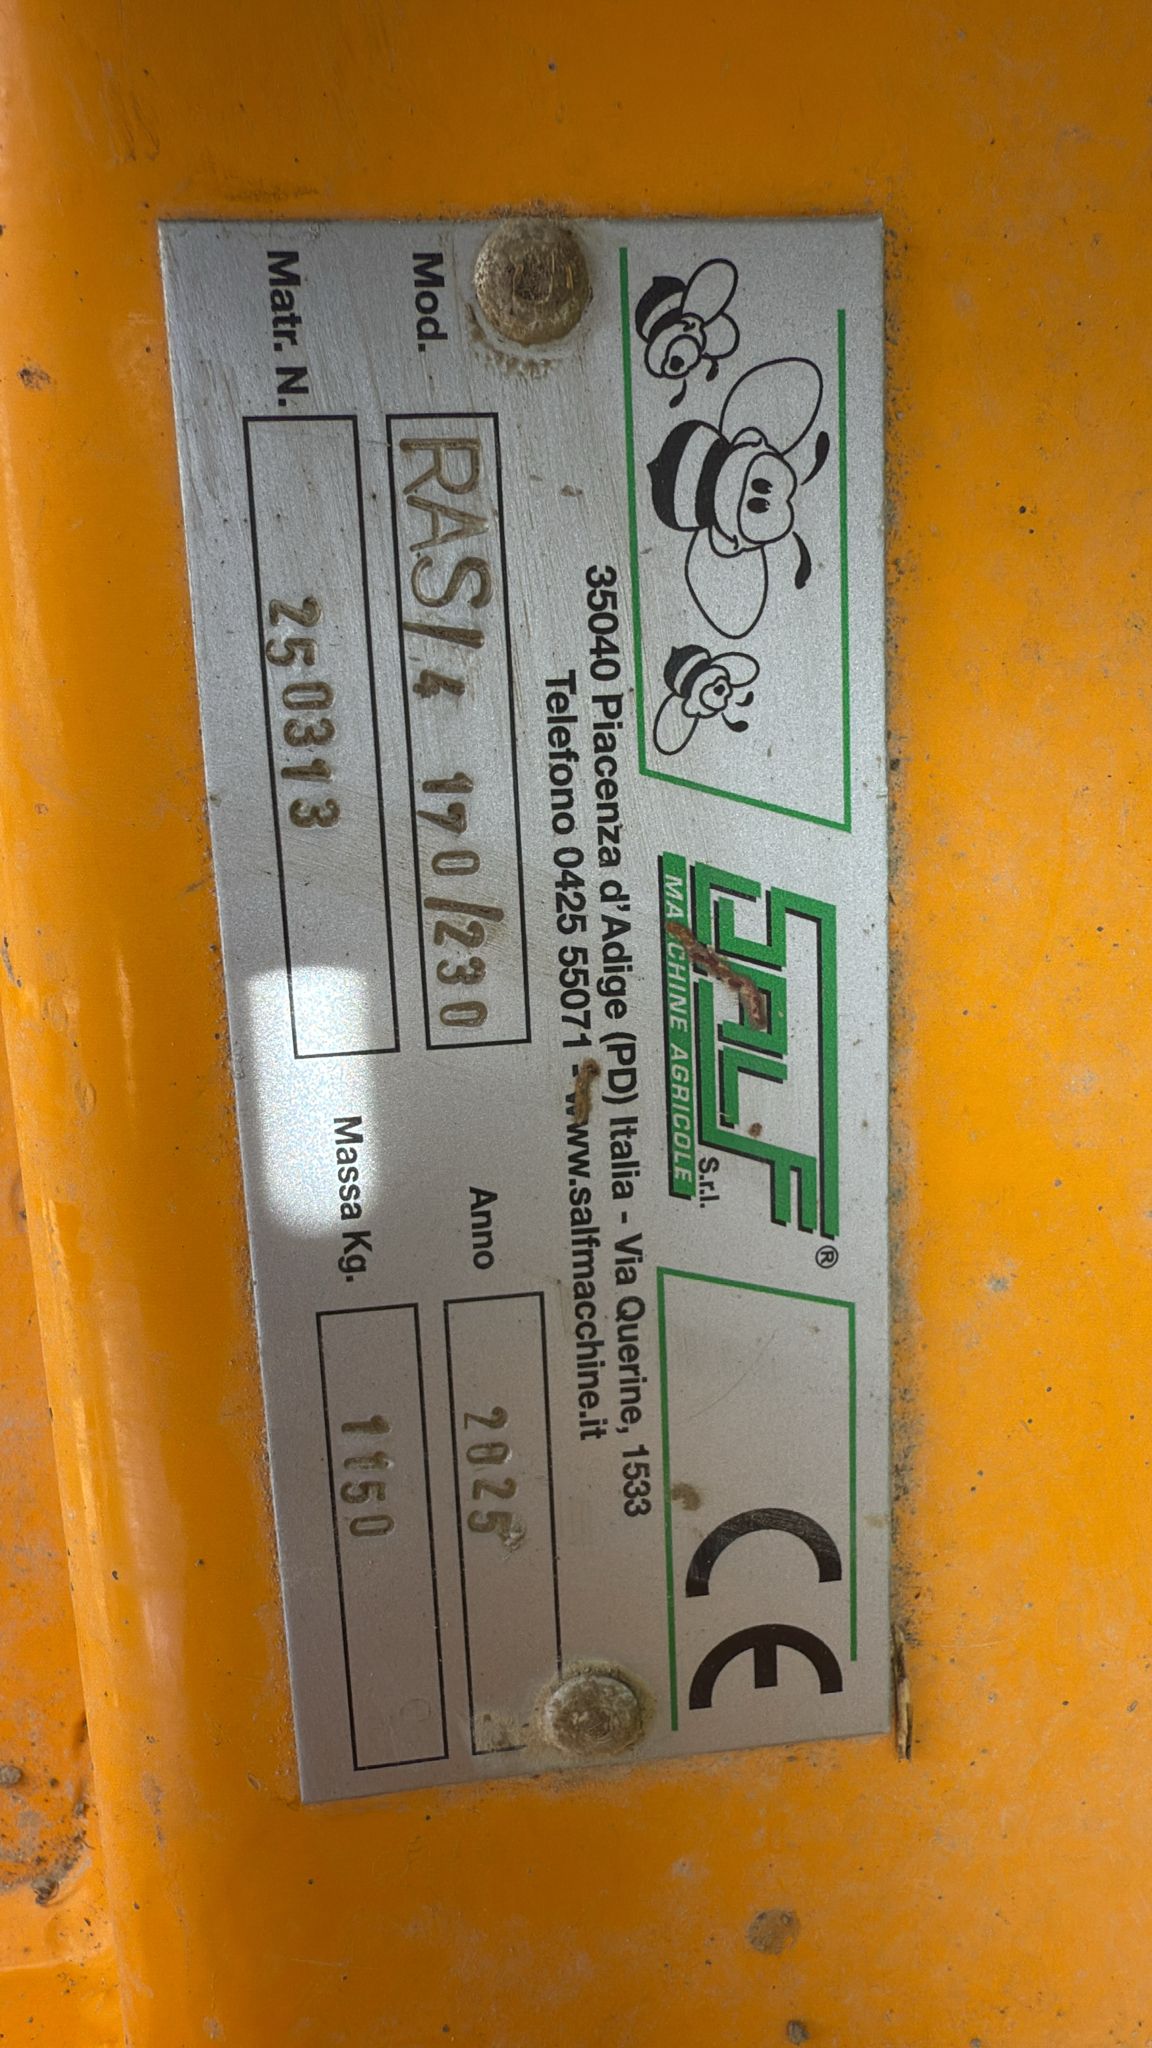 SALF®
S.r.l.
MACCHINE AGRICOLE
CE
35040 Piacenza d'Adige (PD) Italia - Via Querine, 1533
Telefono 0425 55071 - www.salfmacchine.it
Mod. RAS/4 170/230 Anno 2025
Matr. N. 250313 Massa Kg. 1150